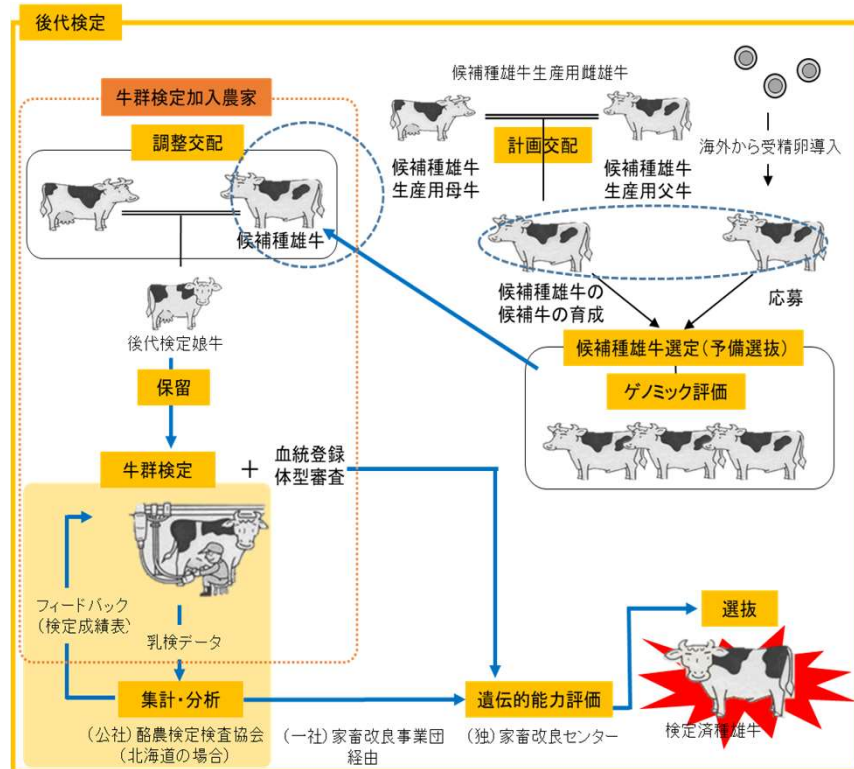 後代検定
牛群検定加入農家
調整交配
候補種雄牛
後代検定娘牛
保留
牛群検定
+
血統登録
体型審査
フィードバック
(検定成績表)
乳検データ
集計・分析
(公社)酪農検定検査協会
(北海道の場合)
(一社)家畜改良事業団
経由
候補種雄牛生産用雌雄牛
計画交配
候補種雄牛
生産用母牛
候補種雄牛
生産用父牛
海外から受精卵導入
候補種雄牛の
候補牛の育成
応募
候補種雄牛選定(予備選抜)
ゲノミック評価
遺伝的能力評価
(独)家畜改良センター
選抜
検定済種雄牛